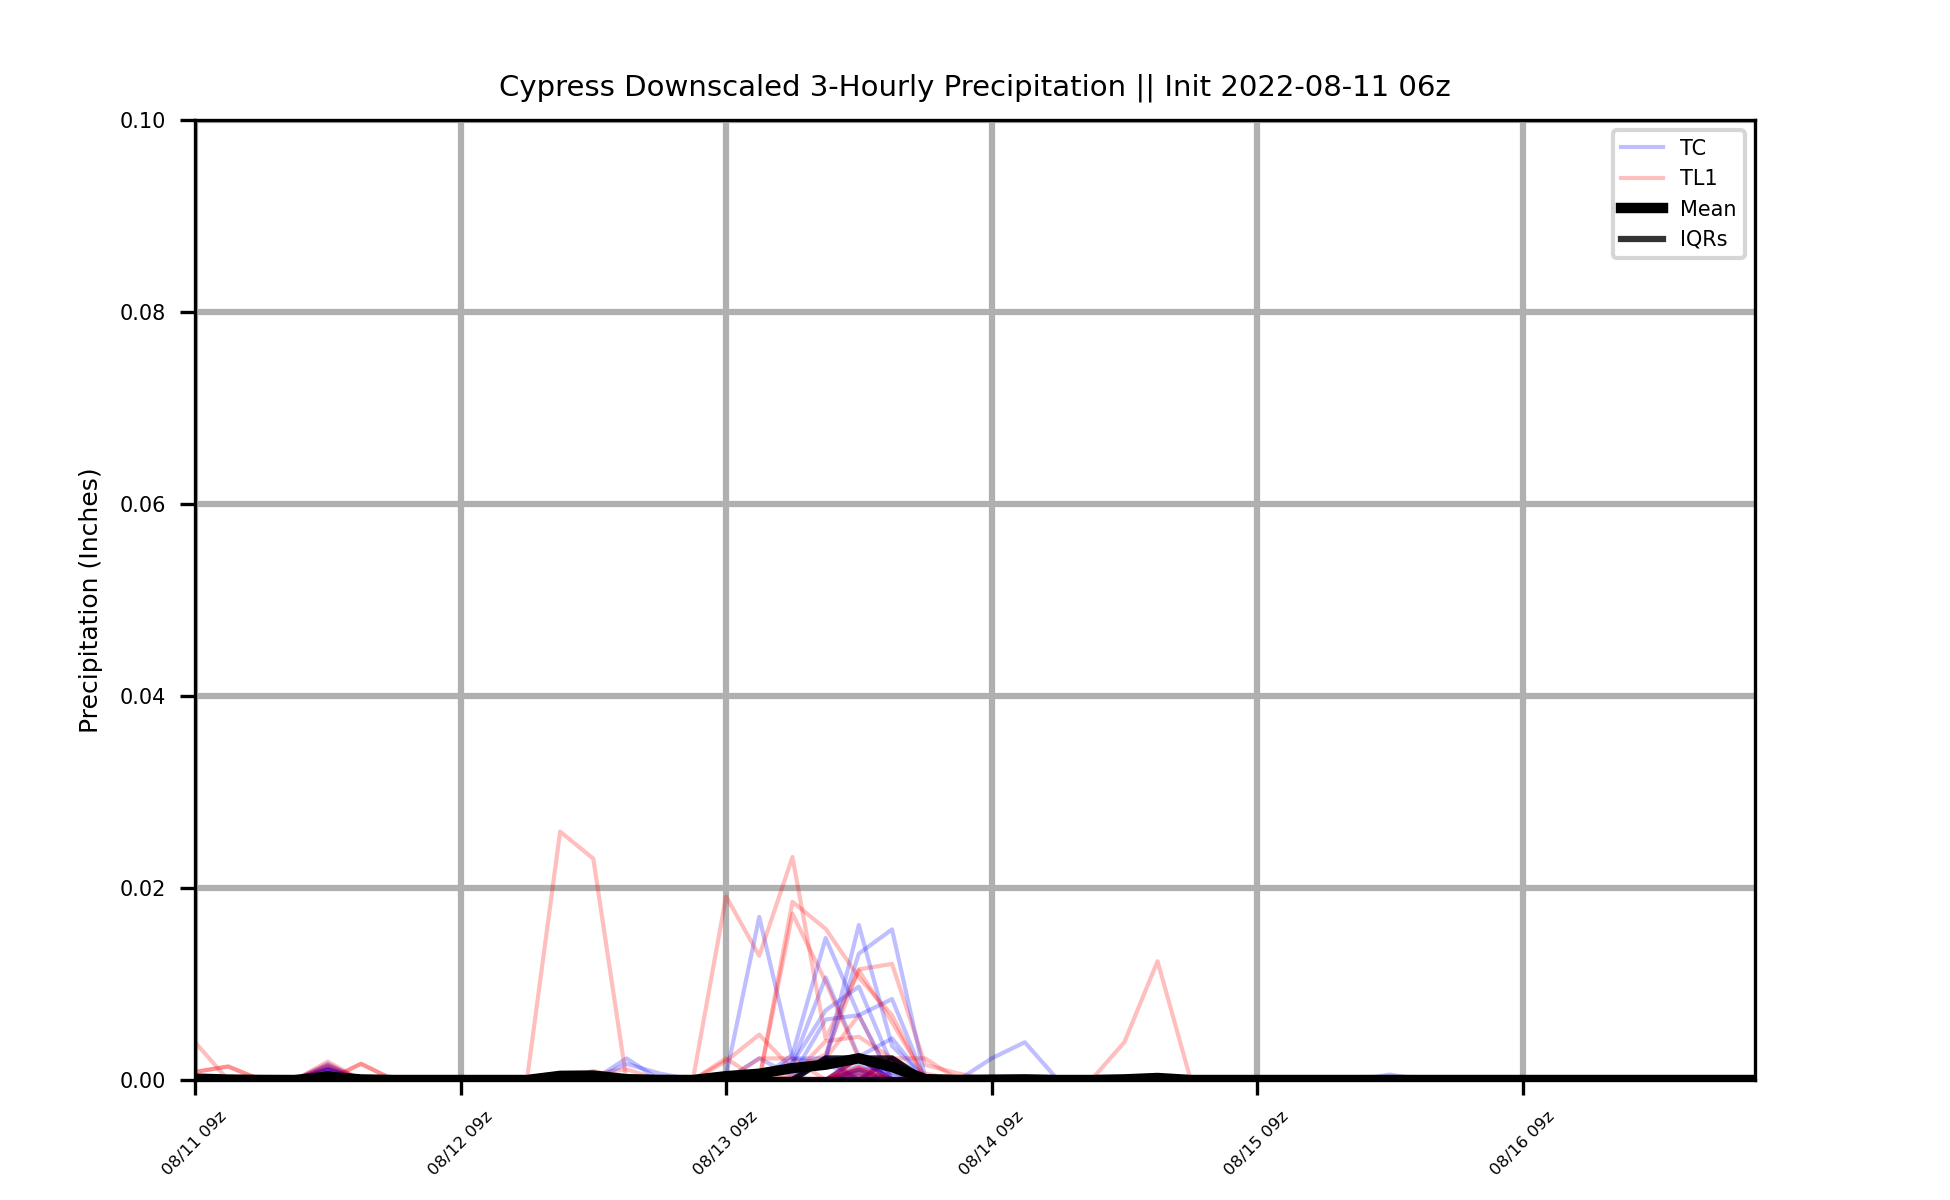 Cypress Downscaled 3-Hourly Precipitation || Init 2022-08-11 06z
0.10
0.08
0.06
0.04
0.02
0.00
Precipitation (Inches)
TC
TL1
Mean
IQRs
08/11 09z
08/12 09z
08/13 09z
08/14 09z
08/15 09z
08/16 09z